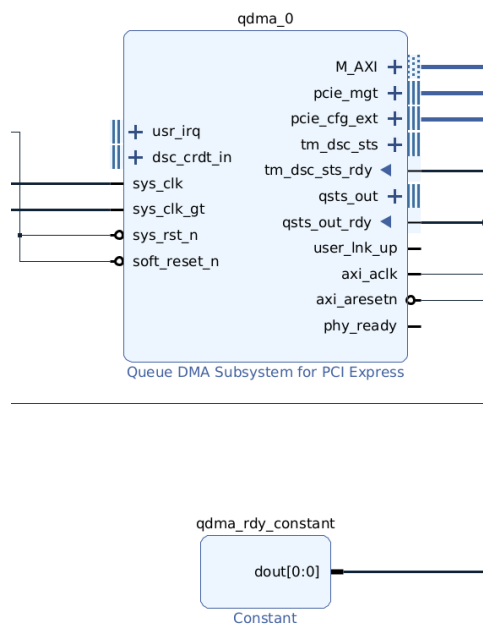 qdma_0
M_AXI
pcie_mgt
pcie_cfg_ext
usr_irq
tm_dsc_sts
dsc_crdt_in
tm_dsc_sts_rdy
sys_clk
qsts_out
sys_clk_gt
qsts_out_rdy
sys_rst_n
user_lnk_up
soft_reset_n
axi_aclk
axi_aresetn
phy_ready
Queue DMA Subsystem for PCI Express
qdma_rdy_constant
dout[0:0]
Constant